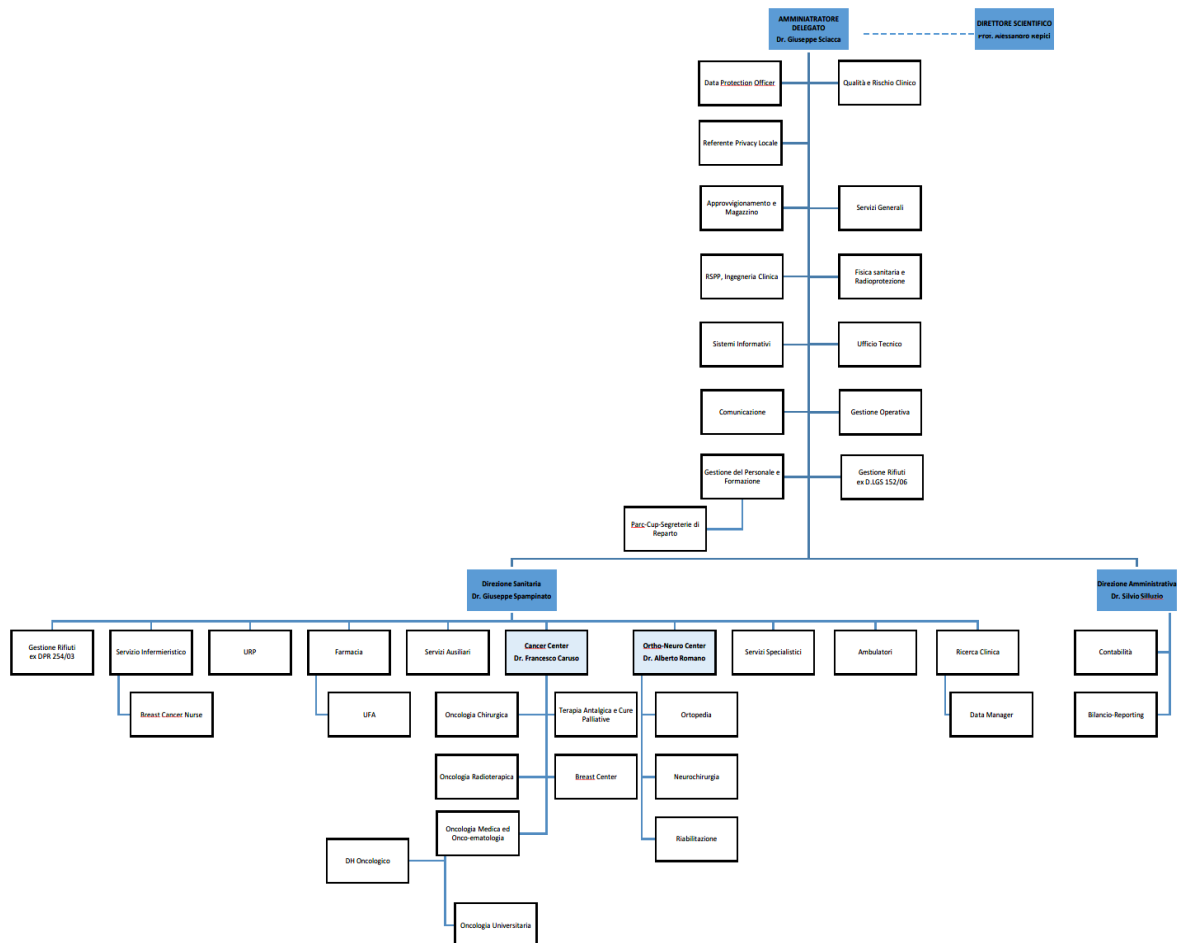 AMMINIATRATORE
DELEGATO
Dr. Giuseppe Sciacca
DIRETTORE SCIENTIFICO
Prof. Alessandro Repici
Data Protection Officer
Qualità e Rischio Clinico
Referente Privacy Locale
Approvvigionamento e
Magazzino
Servizi Generali
RSPP, Ingegneria Clinica
Fisica sanitaria e
Radioprotezione
Sistemi Informativi
Ufficio Tecnico
Comunicazione
Gestione Operativa
Gestione del Personale e
Formazione
Gestione Rifiuti
ex D.LGS 152/06
Parc-Cup-Segreterie di
Reparto
Direzione Sanitaria
Dr. Giuseppe Spampinato
Direzione Amministrativa
Dr. Silvio Silluzio
Gestione Rifiuti
ex DPR 254/03
Servizio Infermieristico
URP
Farmacia
Servizi Ausiliari
Cancer Center
Dr. Francesco Caruso
Ortho-Neuro Center
Dr. Alberto Romano
Servizi Specialistici
Ambulatori
Ricerca Clinica
Contabilità
Breast Cancer Nurse
UFA
Oncologia Chirurgica
Terapia Antalgica e Cure
Palliative
Ortopedia
Data Manager
Bilancio-Reporting
Oncologia Radioterapica
Breast Center
Neurochirurgia
Oncologia Medica ed
Onco-ematologia
Riabilitazione
DH Oncologico
Oncologia Universitaria